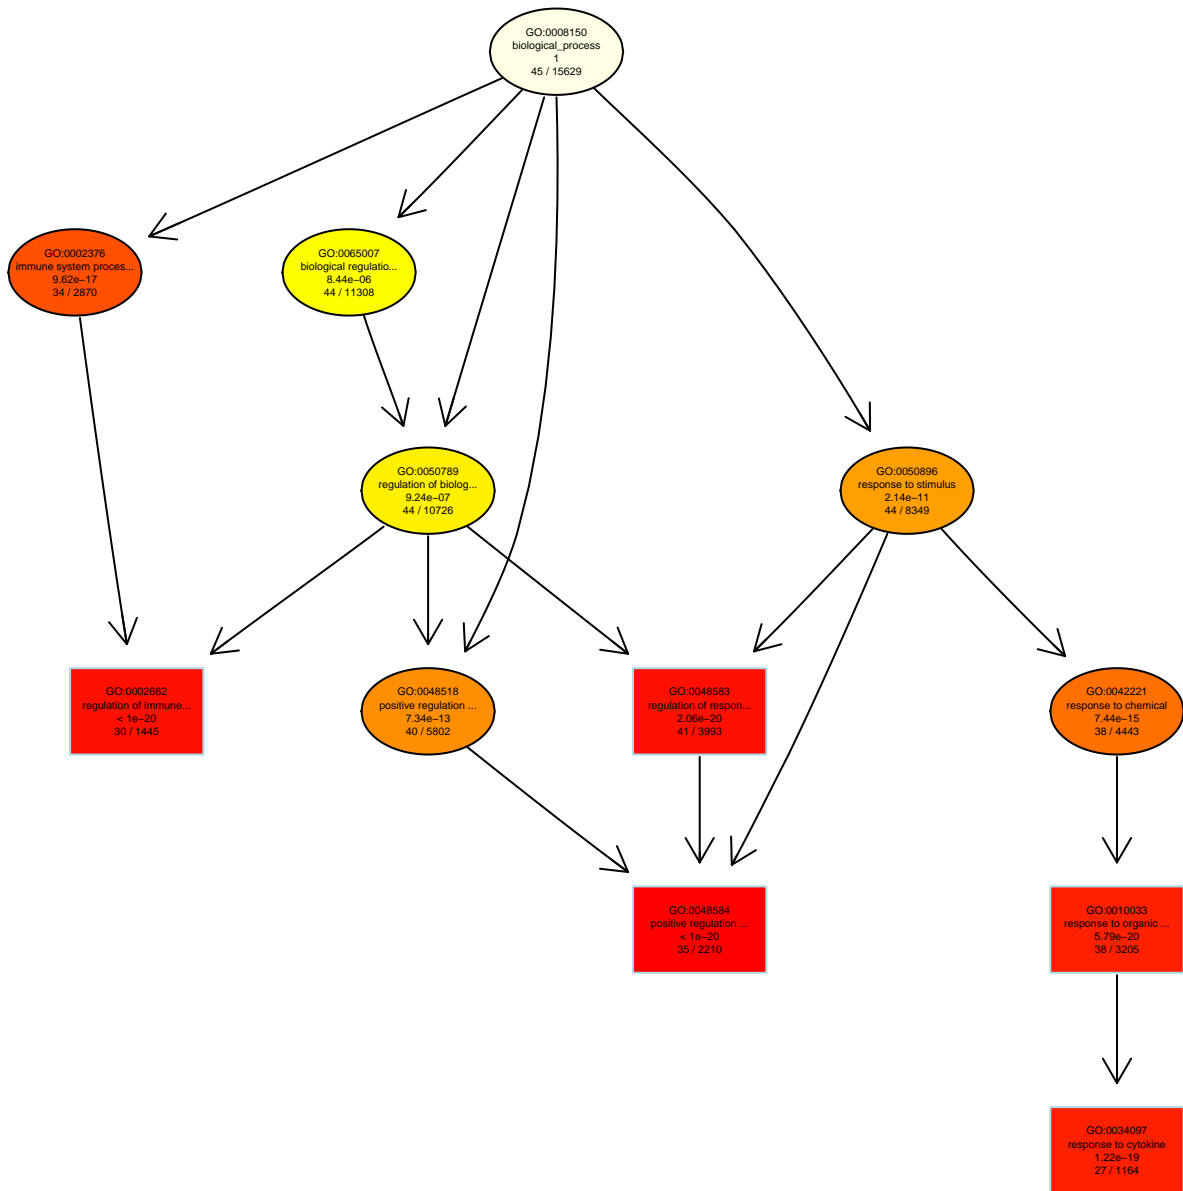 GO:0008150
biological_process
1
45 / 15629
GO:0002376
immune system proces...
9.62e−17
34 / 2870
GO:0065007
biological regulatio...
8.44e−06
44 / 11308
GO:0050789
regulation of biolog...
9.24e−07
44 / 10726
GO:0050896
response to stimulus
2.14e−11
44 / 8349
GO:0002682
regulation of immune...
< 1e−20
30 / 1445
GO:0048518
positive regulation ...
7.34e−13
40 / 5802
GO:0048583
regulation of respon...
2.06e−20
41 / 3993
GO:0042221
response to chemical
7.44e−15
38 / 4443
GO:0048584
positive regulation ...
< 1e−20
35 / 2210
GO:0010033
response to organic ...
5.79e−20
38 / 3205
GO:0034097
response to cytokine
1.22e−19
27 / 1164